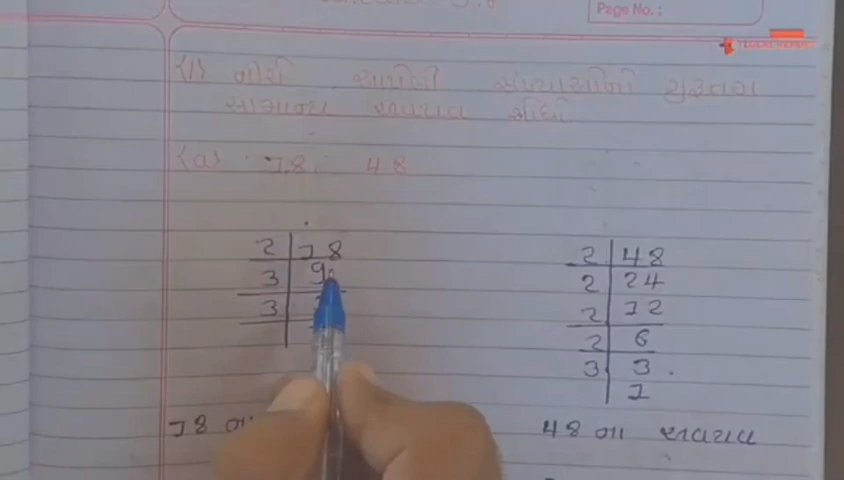 Page No.:
(1) નીચે આપેલી સંખ્યાઓનો ગુરુત્તમ
સામાન્ય અવયવ શોધો
(a) 18, 48
2 18
3 9
3
2 48
2 24
2 12
2 6
3 3
1
18 ના
48 ના અવયવ